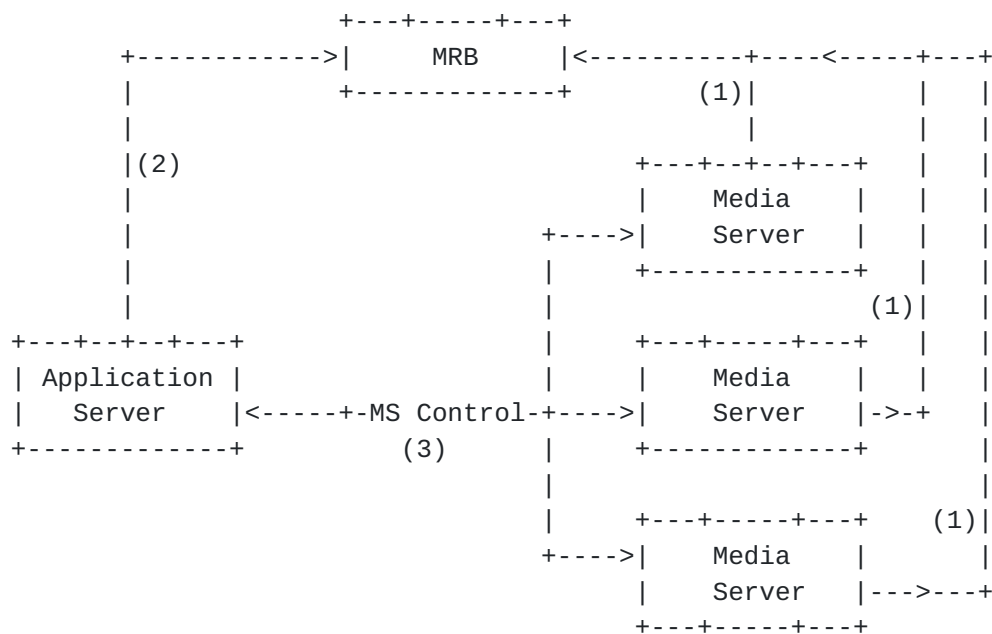 MRB
(1)
(2)
Media
Server
(1)
Application Media
Server MS Control Server
(3)
(1)
Media
Server